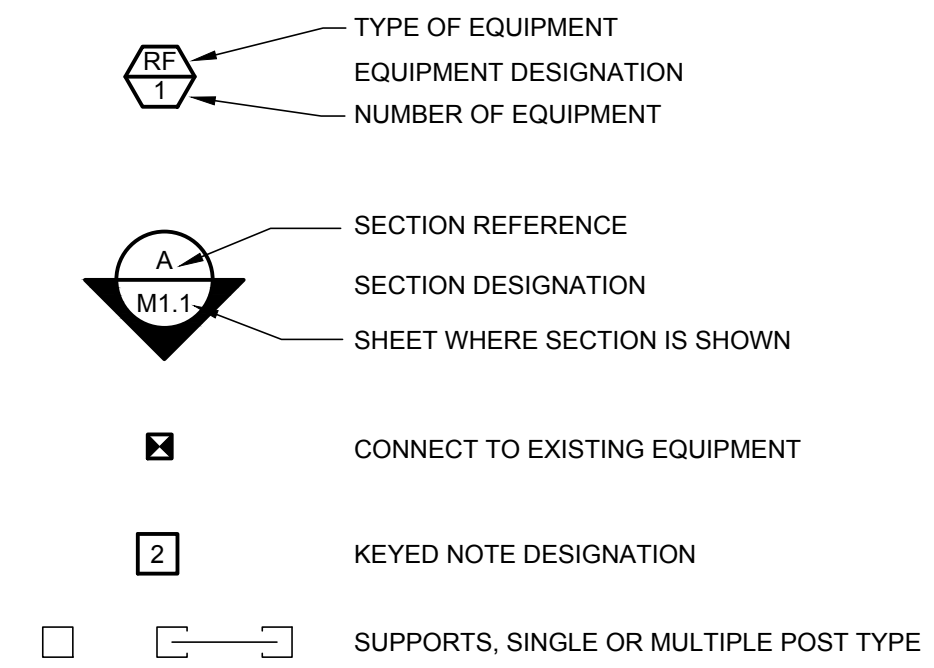 TYPE OF EQUIPMENT
RF
EQUIPMENT DESIGNATION
1
NUMBER OF EQUIPMENT
SECTION REFERENCE
A
SECTION DESIGNATION
M1.1
SHEET WHERE SECTION IS SHOWN
CONNECT TO EXISTING EQUIPMENT
2 KEYED NOTE DESIGNATION
SUPPORTS, SINGLE OR MULTIPLE POST TYPE